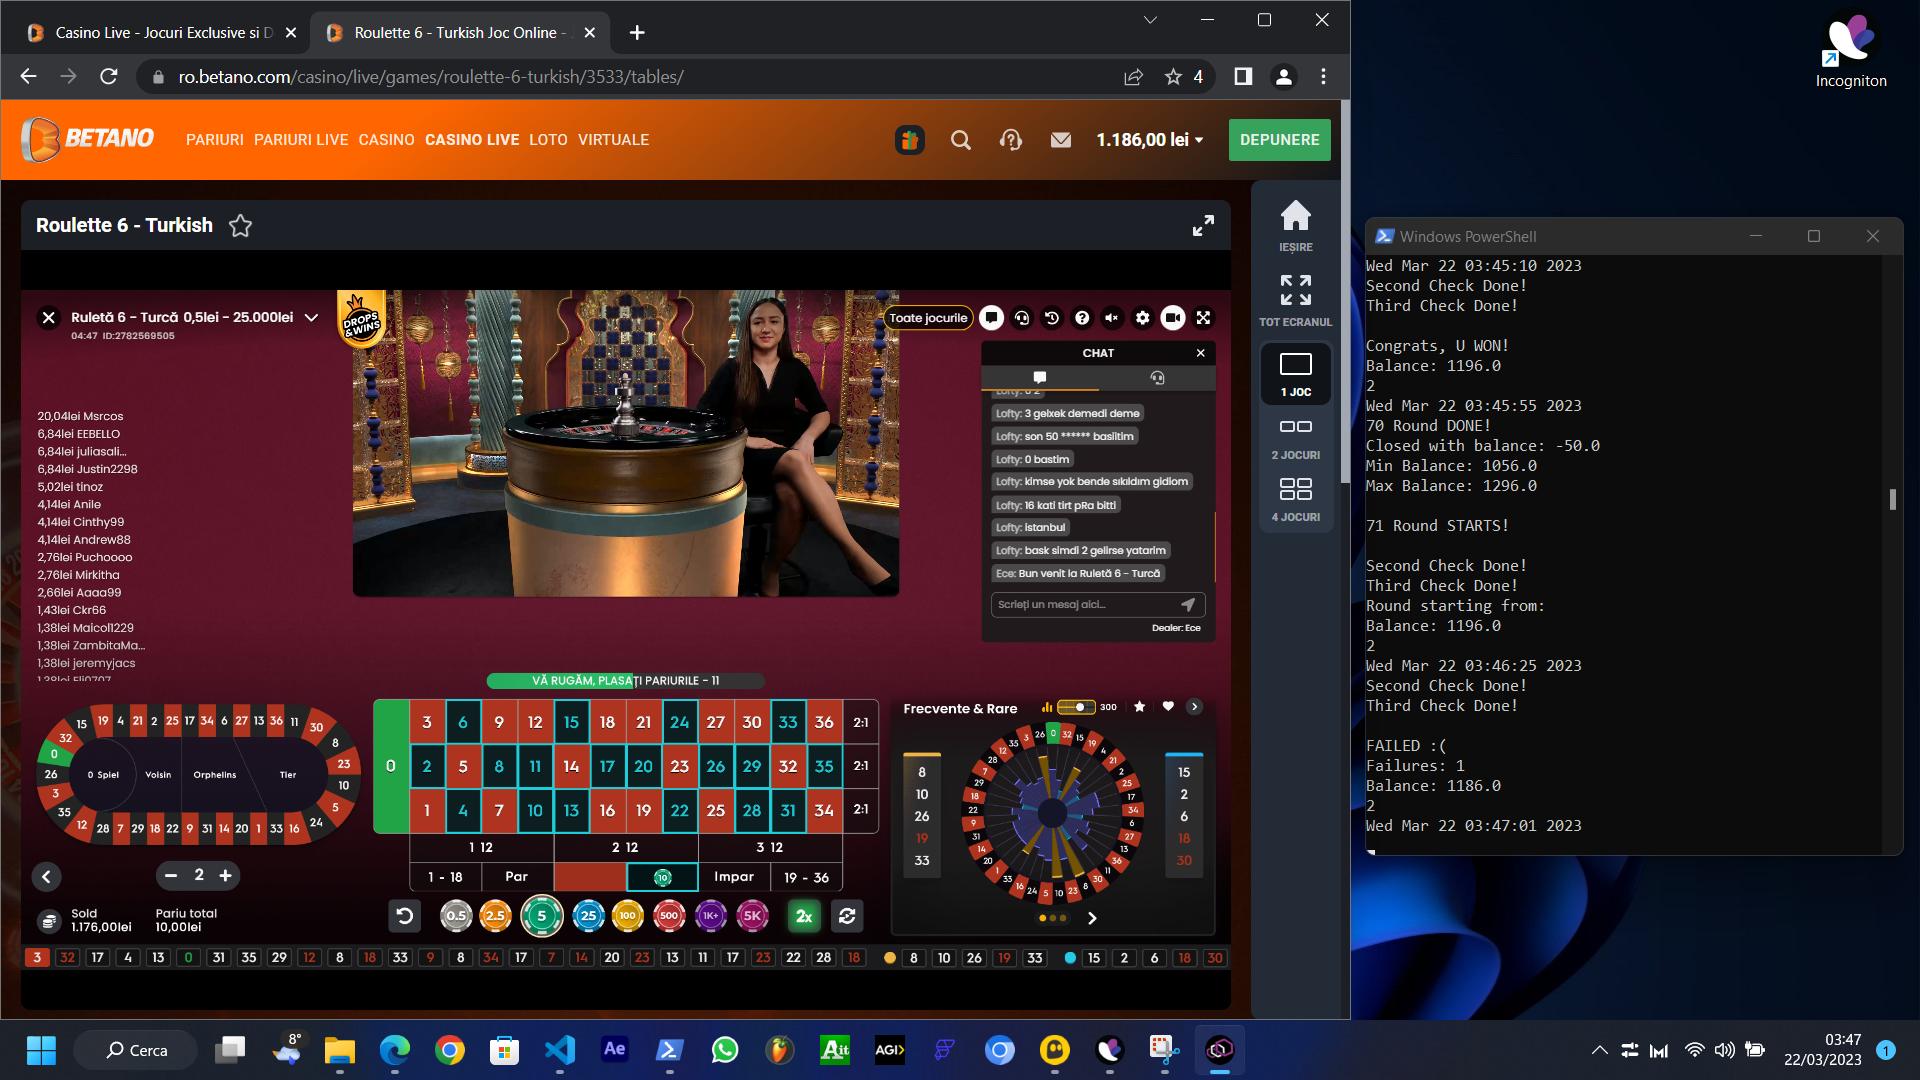 Casino Live - Jocuri Exclusive si D
Roulette 6 - Turkish Joc Online -
ro.betano.com/casino/live/games/roulette-6-turkish/3533/tables/
4
BETANO
PARIURI PARIURI LIVE CASINO CASINO LIVE LOTO VIRTUALE
1.186,00 lei
DEPUNERE
Roulette 6 - Turkish
IEȘIRE
TOT ECRANUL
1 JOC
2 JOCURI
4 JOCURI
Ruletă 6 - Turcă 0,5lei - 25.000lei
04:47 ID:2782569505
DROPS
&WINS
Toate jocurile
20,04lei Msrcos
6,84lei EEBELLO
6,84lei juliasali...
6,84lei Justin2298
5,02lei tinoz
4,14lei Anile
4,14lei Cinthy99
4,14lei Andrew88
2,76lei Puchoooo
2,76lei Mirkitha
2,66lei Aaaa99
1,43lei Ckr66
1,38lei Maicol1229
1,38lei ZambitaMa...
1,38lei jeremyjacs
CHAT
Lofty: 3 gelxek demedi deme
Lofty: son 50 ****** basiltim
Lofty: 0 bastim
Lofty: kimse yok bende sıkıldım gidiom
Lofty: 16 kati tirt pRa bitti
Lofty: istanbul
Lofty: bask simdi 2 gelirse yatarim
Ece: Bun venit la Ruletă 6 - Turcă
Scrieți un mesaj aici...
Dealer: Ece
VĂ RUGĂM, PLASAȚI PARIURILE - 11
15 19 4 21 2 25 17 34 6 27 13 36 11 30
32 8
0 23
26 10
3 5
35 24
12 28 7 29 18 22 9 31 14 20 1 33 16
0 Spiel Voisin Orphelins Tier
3 6 9 12 15 18 21 24 27 30 33 36 2:1
0 2 5 8 11 14 17 20 23 26 29 32 35 2:1
1 4 7 10 13 16 19 22 25 28 31 34 2:1
1 12 2 12 3 12
1 - 18 Par 10 Impar 19 - 36
Frecvente & Rare 300
8 15
10 2
26 6
19 18
33 30
2
Sold
1.176,00lei
Pariu total
10,00lei
0.5 2.5 5 25 100 500 1K+ 5K 2x
3 32 17 4 13 0 31 35 29 12 8 18 33 9 8 34 17 7 14 20 23 13 11 17 23 22 28 18 8 10 26 19 33 15 2 6 18 30
Incogniton
Windows PowerShell
Wed Mar 22 03:45:10 2023
Second Check Done!
Third Check Done!
Congrats, U WON!
Balance: 1196.0
2
Wed Mar 22 03:45:55 2023
70 Round DONE!
Closed with balance: -50.0
Min Balance: 1056.0
Max Balance: 1296.0
71 Round STARTS!
Second Check Done!
Third Check Done!
Round starting from:
Balance: 1196.0
2
Wed Mar 22 03:46:25 2023
Second Check Done!
Third Check Done!
FAILED :(
Failures: 1
Balance: 1186.0
2
Wed Mar 22 03:47:01 2023
Cerca
8°
Ae
Ait
AGI>
03:47
22/03/2023
1